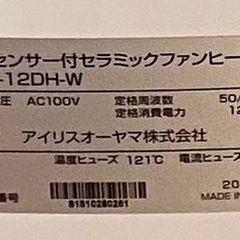 センサー付セラミックファンヒー
-12DH-W
圧 AC100V 定格周波数 50/
定格消費電力 12
アイリスオーヤマ株式会社
温度ヒューズ 121℃ 電流ヒューズ
20
MADE IN